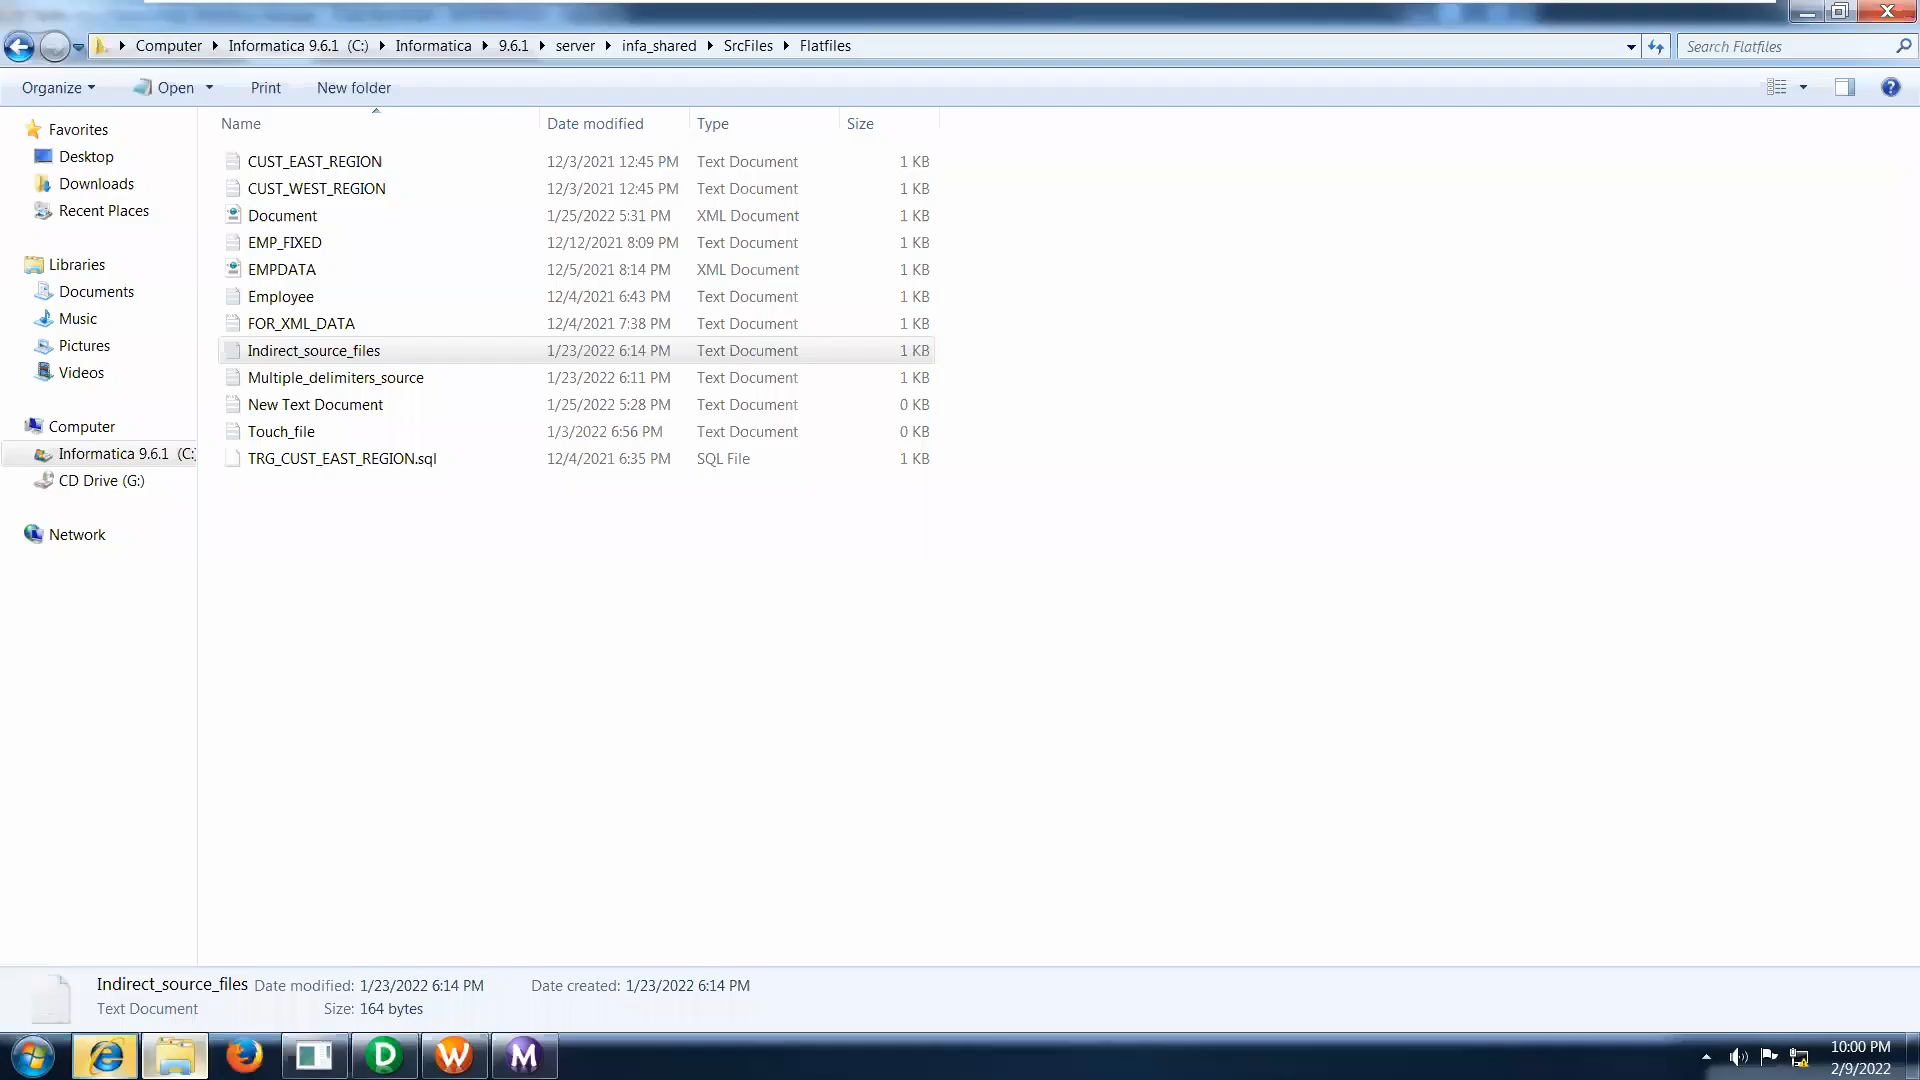 Computer Informatica 9.6.1 (C:) Informatica 9.6.1 server infa_shared SrcFiles Flatfiles
Search Flatfiles
Organize Open Print New folder
Name Date modified Type Size
Favorites
Desktop
Downloads
Recent Places
Libraries
Documents
Music
Pictures
Videos
Computer
Informatica 9.6.1 (C:)
CD Drive (G:)
Network
CUST_EAST_REGION 12/3/2021 12:45 PM Text Document 1 KB
CUST_WEST_REGION 12/3/2021 12:45 PM Text Document 1 KB
Document 1/25/2022 5:31 PM XML Document 1 KB
EMP_FIXED 12/12/2021 8:09 PM Text Document 1 KB
EMPDATA 12/5/2021 8:14 PM XML Document 1 KB
Employee 12/4/2021 6:43 PM Text Document 1 KB
FOR_XML_DATA 12/4/2021 7:38 PM Text Document 1 KB
Indirect_source_files 1/23/2022 6:14 PM Text Document 1 KB
Multiple_delimiters_source 1/23/2022 6:11 PM Text Document 1 KB
New Text Document 1/25/2022 5:28 PM Text Document 0 KB
Touch_file 1/3/2022 6:56 PM Text Document 0 KB
TRG_CUST_EAST_REGION.sql 12/4/2021 6:35 PM SQL File 1 KB
Indirect_source_files Date modified: 1/23/2022 6:14 PM Date created: 1/23/2022 6:14 PM
Text Document Size: 164 bytes
D W M
10:00 PM
2/9/2022